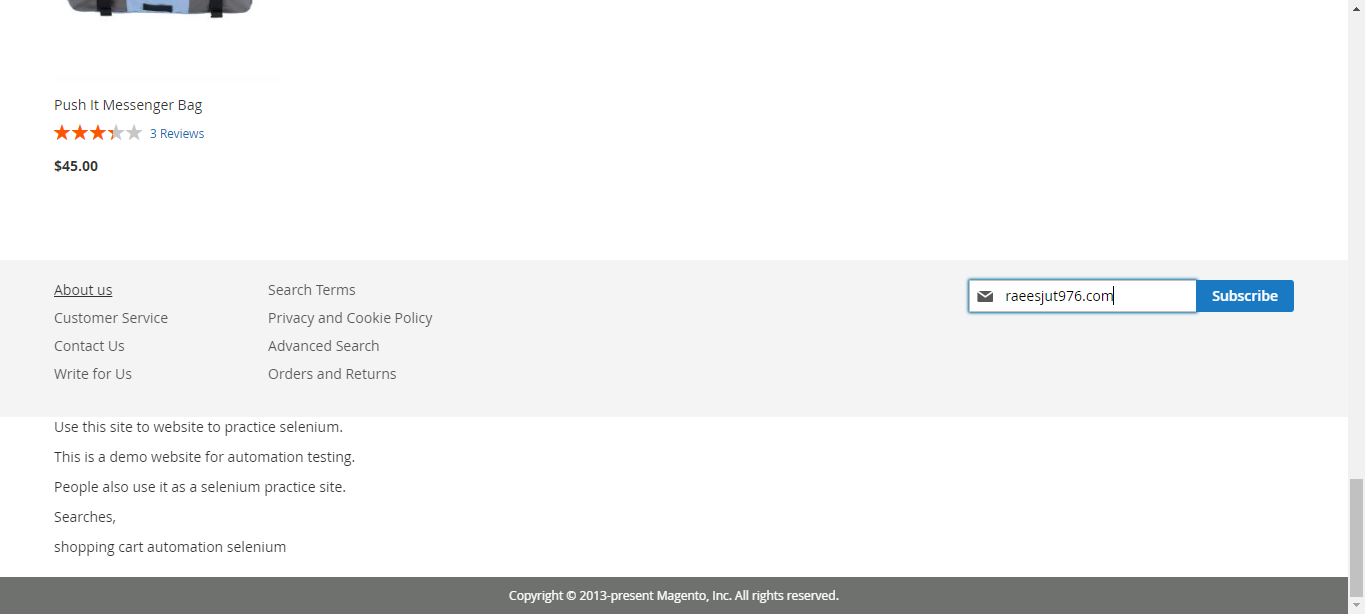 Push It Messenger Bag
3 Reviews
$45.00
About us
Customer Service
Contact Us
Write for Us
Search Terms
Privacy and Cookie Policy
Advanced Search
Orders and Returns
raeesjut976.com
Subscribe
Use this site to website to practice selenium.
This is a demo website for automation testing.
People also use it as a selenium practice site.
Searches,
shopping cart automation selenium
Copyright © 2013-present Magento, Inc. All rights reserved.